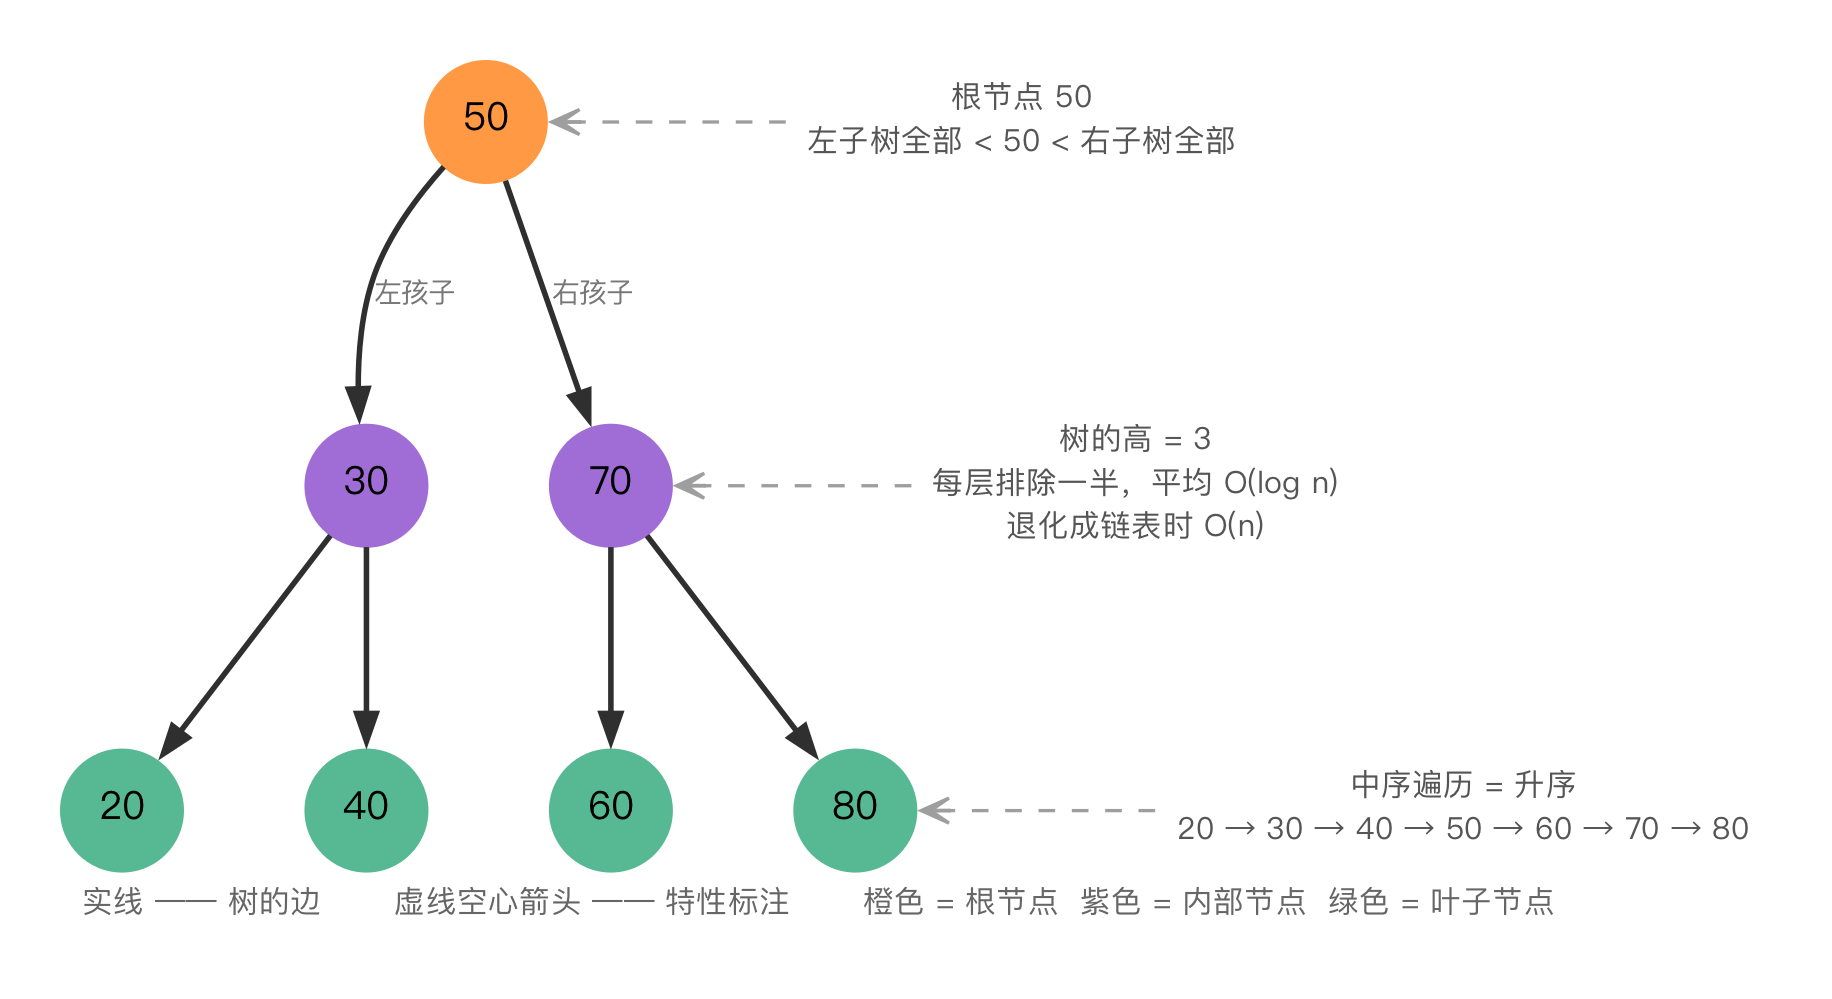 50
根节点 50
左子树全部 < 50 < 右子树全部
左孩子
右孩子
30
70
树的高 = 3
每层排除一半，平均 O(log n)
退化成链表时 O(n)
20
40
60
80
中序遍历 = 升序
20 → 30 → 40 → 50 → 60 → 70 → 80
实线 —— 树的边
虚线空心箭头 —— 特性标注
橙色 = 根节点 紫色 = 内部节点 绿色 = 叶子节点